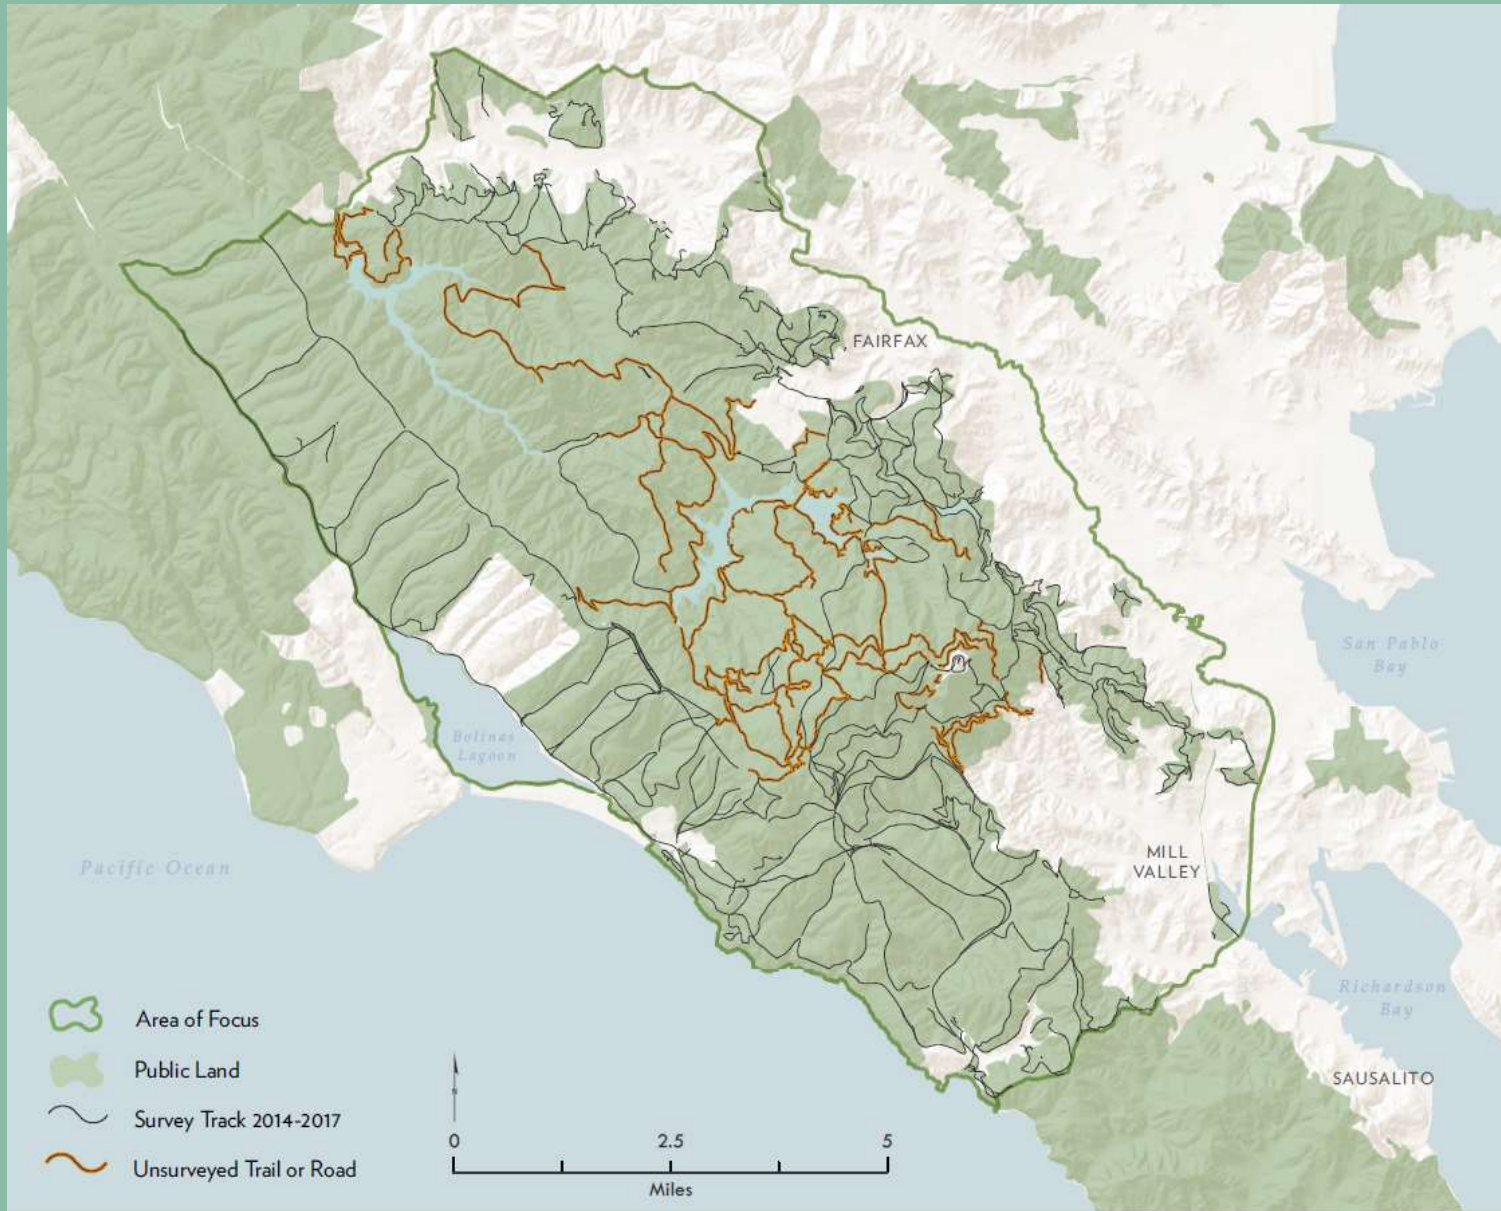 FAIRFAX
San Pablo
Bay
Bolinas
Lagoon
MILL
VALLEY
Pacific Ocean
Richardson
Bay
SAUSALITO
Area of Focus
Public Land
Survey Track 2014-2017
Unsurveyed Trail or Road
N
0 2.5 5
Miles